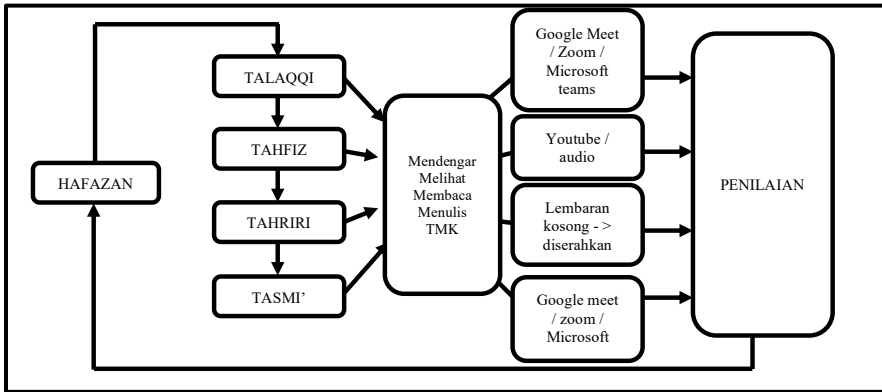 HAFAZAN
TALAQQI
TAHFIZ
TAHRIRI
TASMI’
Mendengar
Melihat
Membaca
Menulis
TMK
Google Meet
/ Zoom /
Microsoft
teams
Youtube /
audio
Lembaran
kosong - >
diserahkan
Google meet
/ zoom /
Microsoft
PENILAIAN